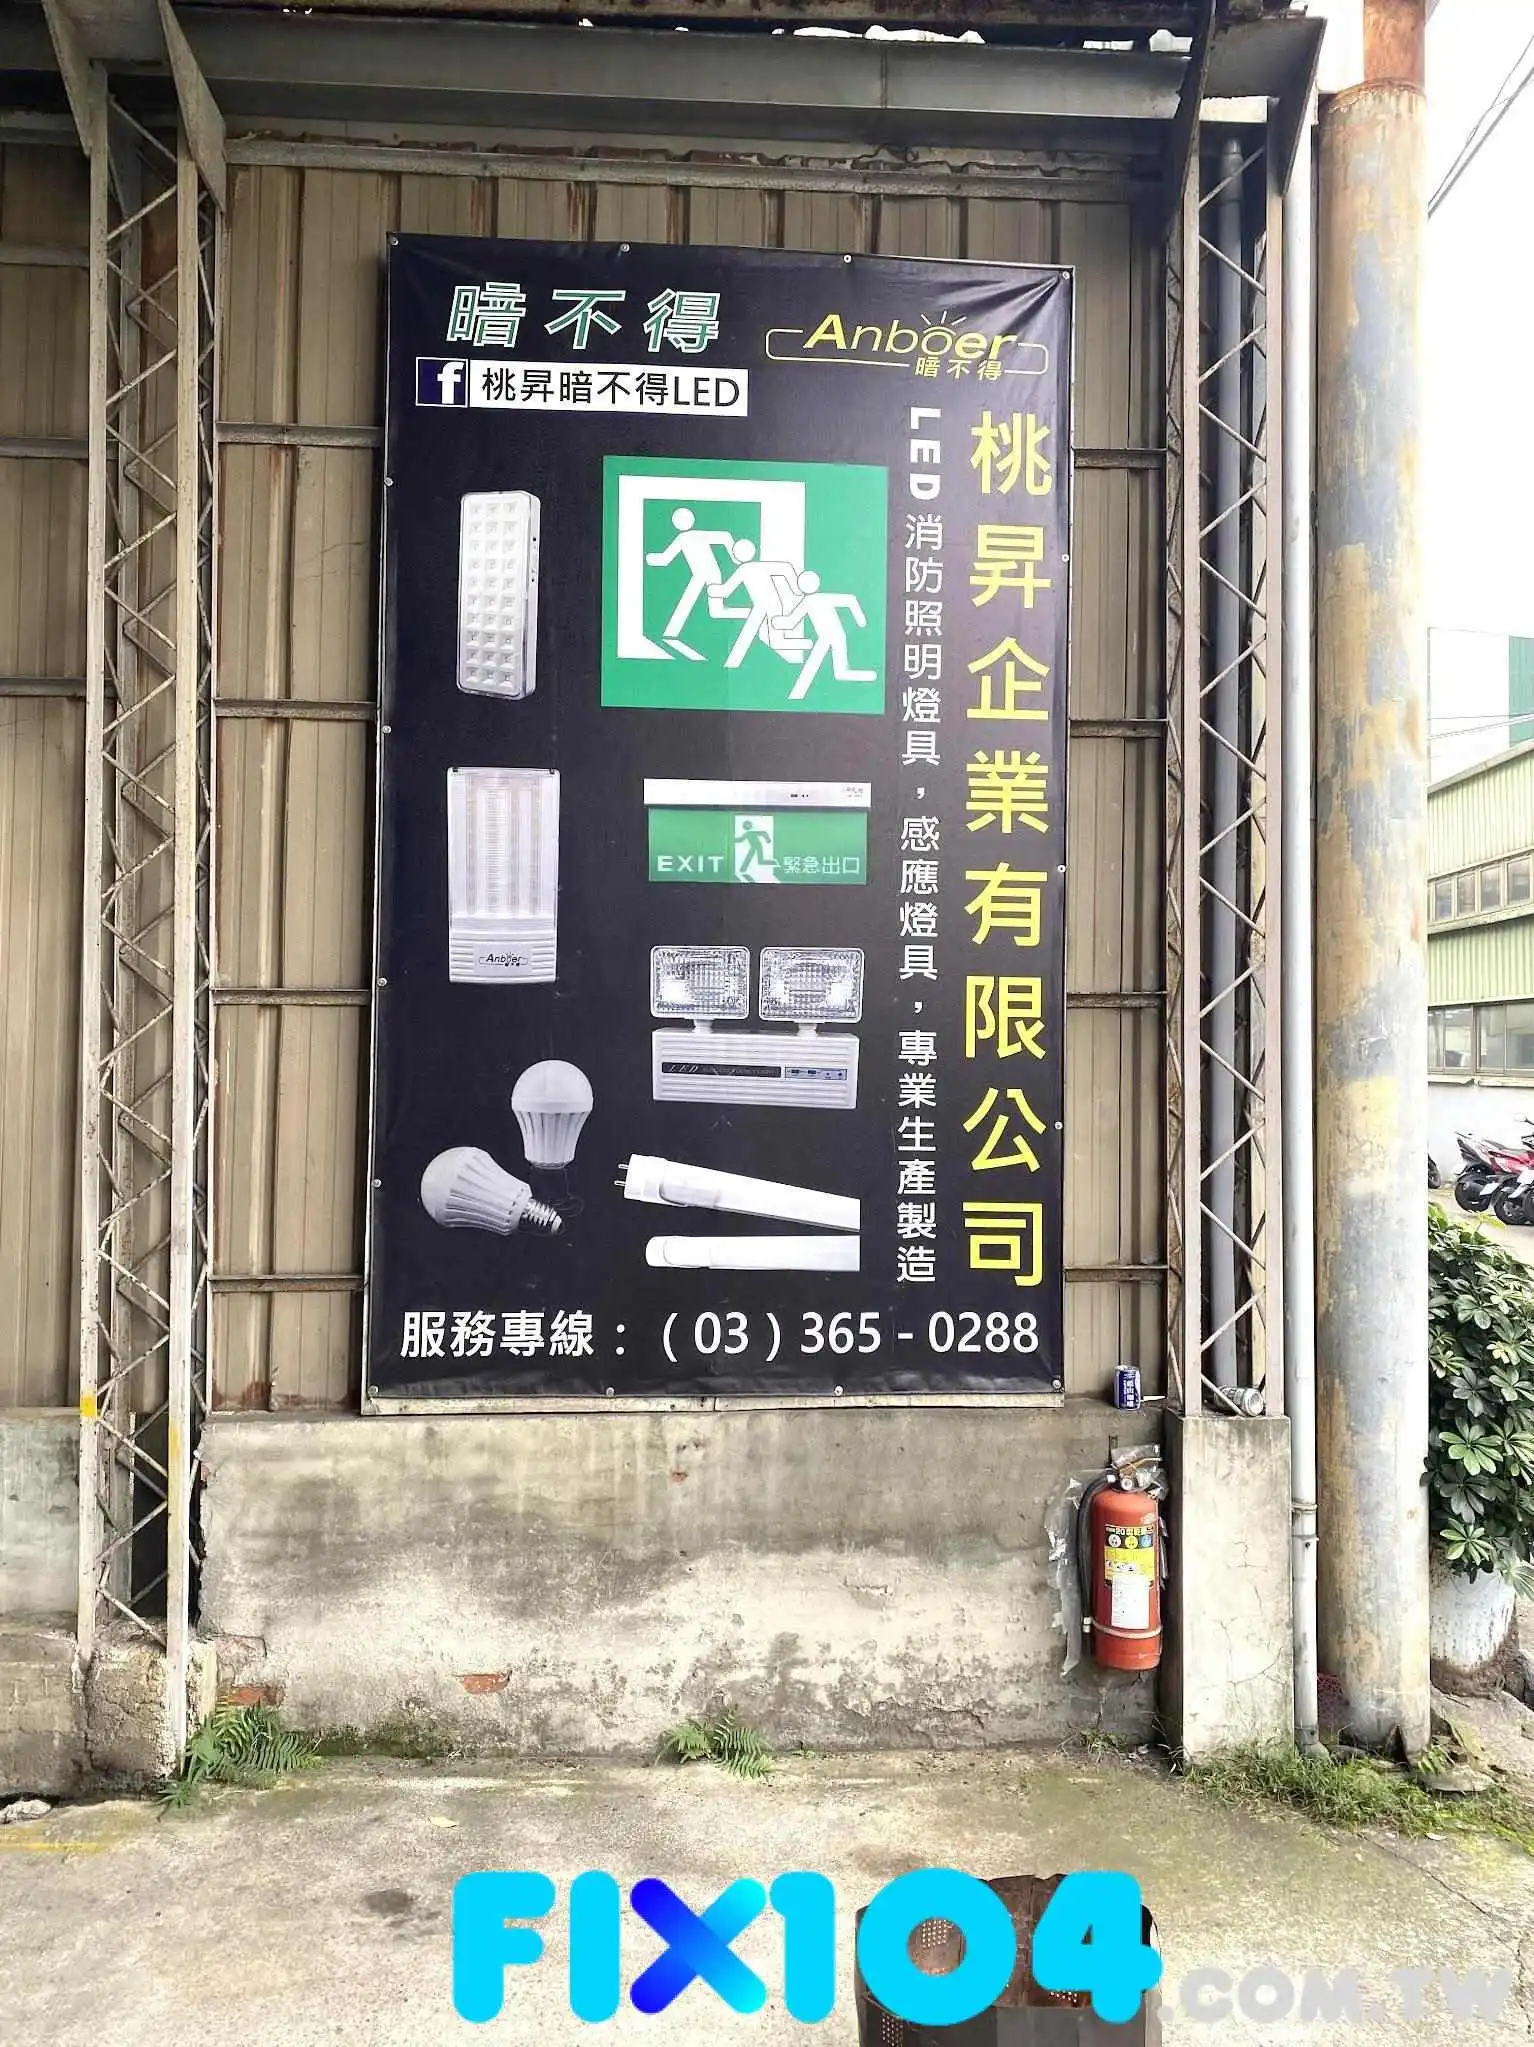 暗不得
Anboer
暗不得
f 桃昇暗不得LED
桃昇企業有限公司
LED消防照明燈具，感應燈具，專業生產製造
EXIT 緊急出口
Anboer
LED
服務專線：（03）365-0288
FIX104.COM.TW